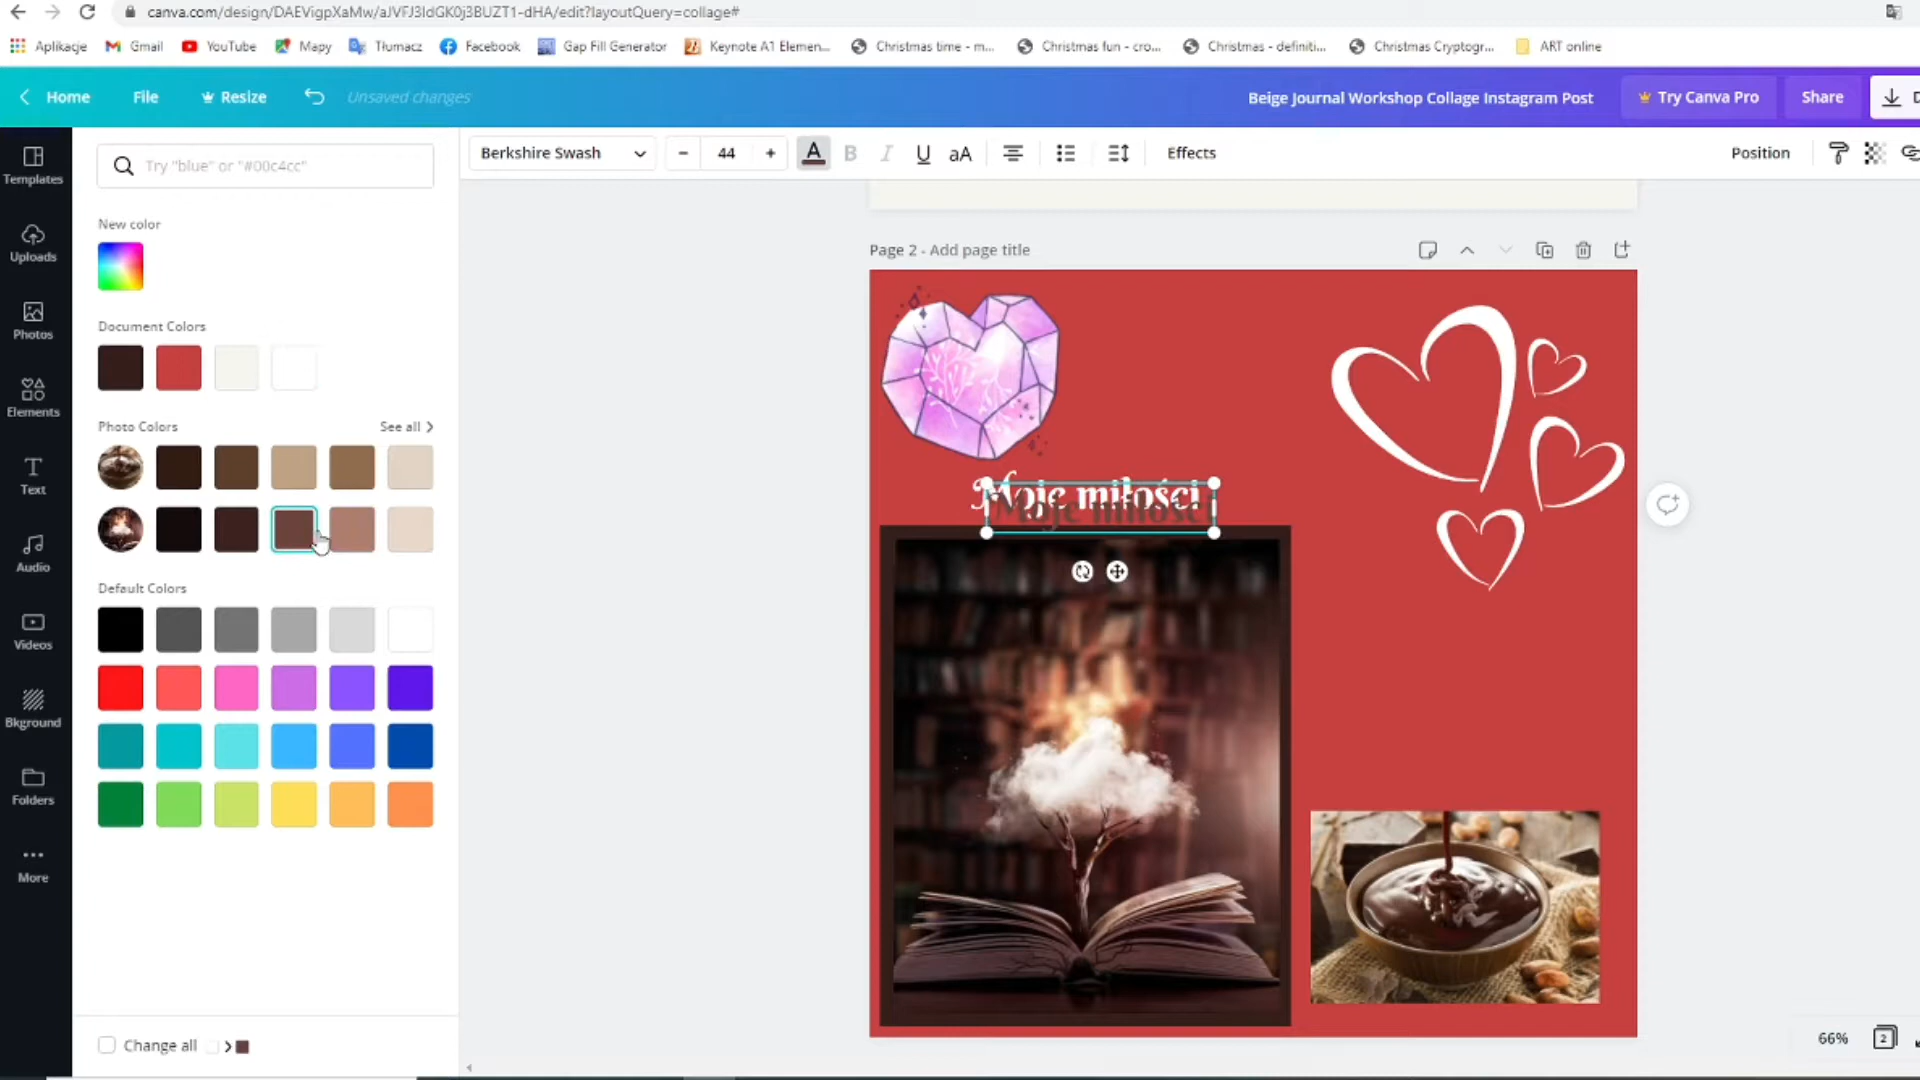 canva.com/design/DAEVigpXaMw/aJVFJ3IdGK0j3BUZT1-dHA/edit?layoutQuery=collage#
Aplikacje Gmail YouTube Mapy Tłumacz Facebook Gap Fill Generator Keynote A1 Elemen... Christmas time - m... Christmas fun - cro... Christmas - definiti... Christmas Cryptogr... ART online
Home File Resize Unsaved changes Beige Journal Workshop Collage Instagram Post Try Canva Pro Share
Berkshire Swash 44 A B I U aA Effects Position
Templates
Uploads
Photos
Elements
Text
Audio
Videos
Bkground
Folders
More
Try "blue" or "#00c4cc"
New color
Document Colors
Photo Colors See all
Default Colors
Change all
Page 2 - Add page title
Moje miłości
Moje miłości
66% 2